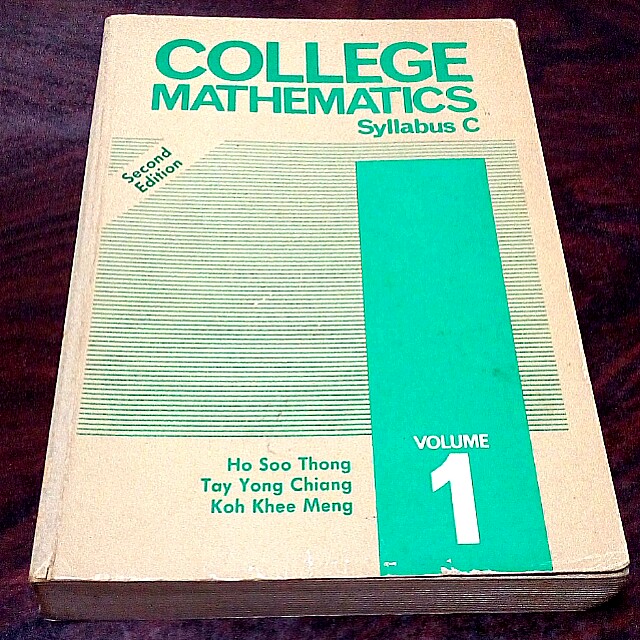 COLLEGE
MATHEMATICS
Syllabus C
Second
Edition
VOLUME
1
Ho Soo Thong
Tay Yong Chiang
Koh Khee Meng